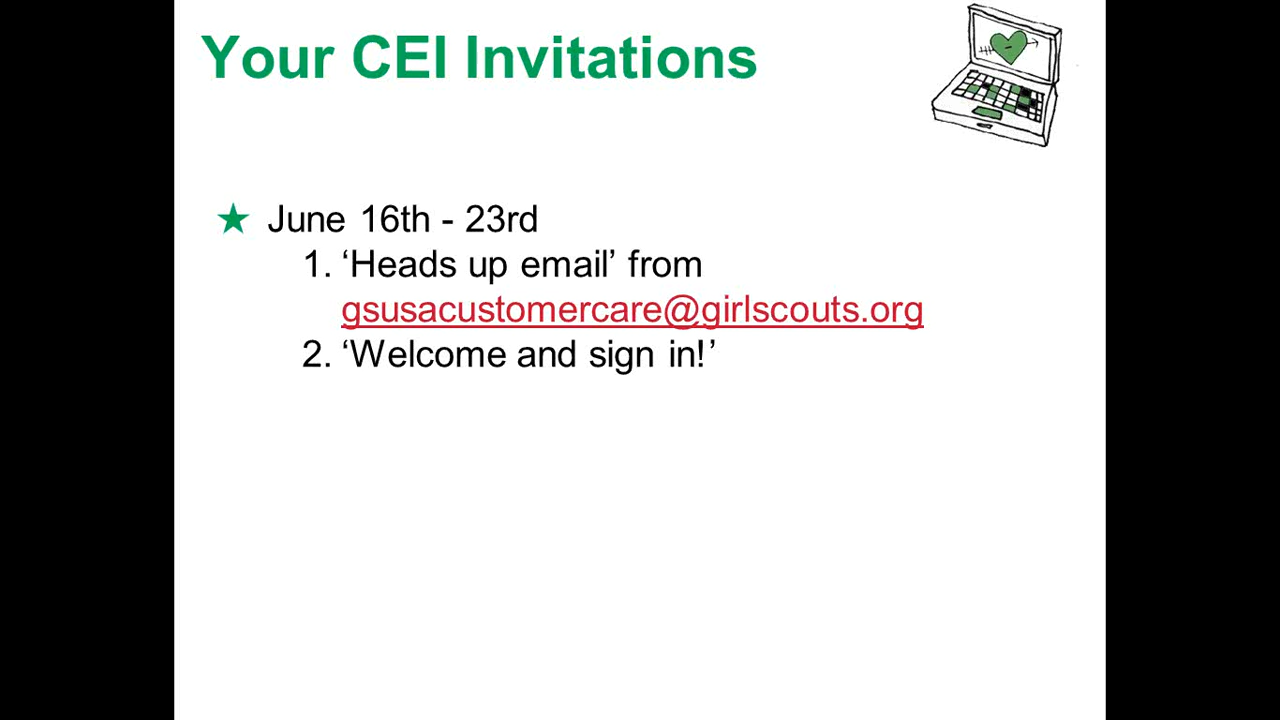 Your CEI Invitations
★ June 16th - 23rd
1. ‘Heads up email’ from
gsusacustomercare@girlscouts.org
2. ‘Welcome and sign in!’